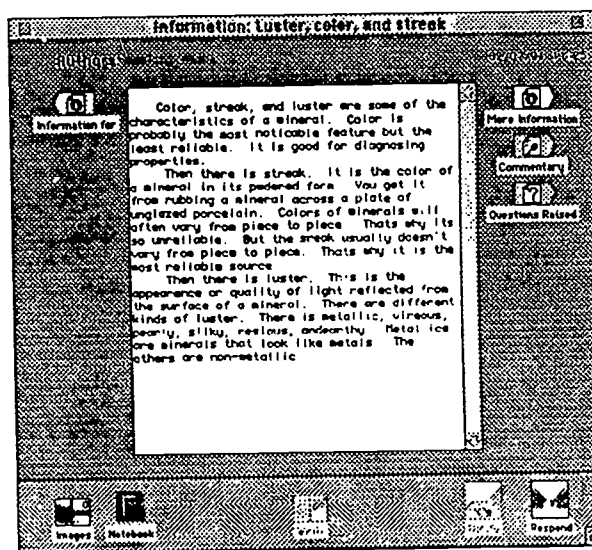 Information: Luster, color, and streak
Authors
Information for
More Information
Commentary
Questions Raised
Color, streak, and luster are some of the
characteristics of a mineral. Color is
probably the most noticable feature but the
least reliable. It is good for diagnosing
properties.
Then there is streak. It is the color of
a mineral in its powdered form You get it
from rubbing a mineral across a plate of
unglazed porcelain. Colors of minerals will
often vary from piece to piece Thats why its
so unreliable. But the streak usually doesn't
vary from piece to piece. Thats why it is the
most reliable source
Then there is luster. This is the
appearance or quality of light reflected from
the surface of a mineral. There are different
kinds of luster. There is metallic, vitreous,
pearly, silky, resious, andearthy Metal ice
are minerals that look like metals The
others are non-metallic
Images
Notebook
Respond